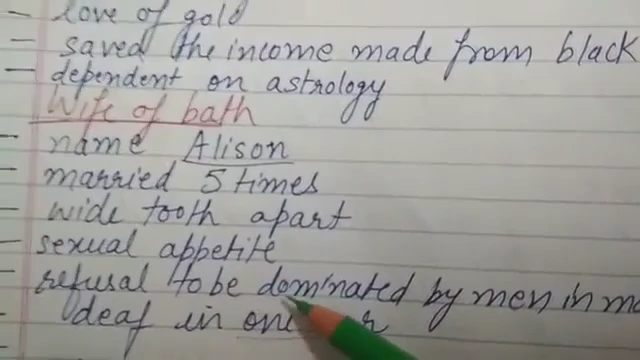 - love of gold
- saved the income made from black
- dependent on astrology
Wife of bath
- name Alison
- married 5 times
- wide tooth apart
- sexual appetite
refusal to be dominated by men in
deaf in